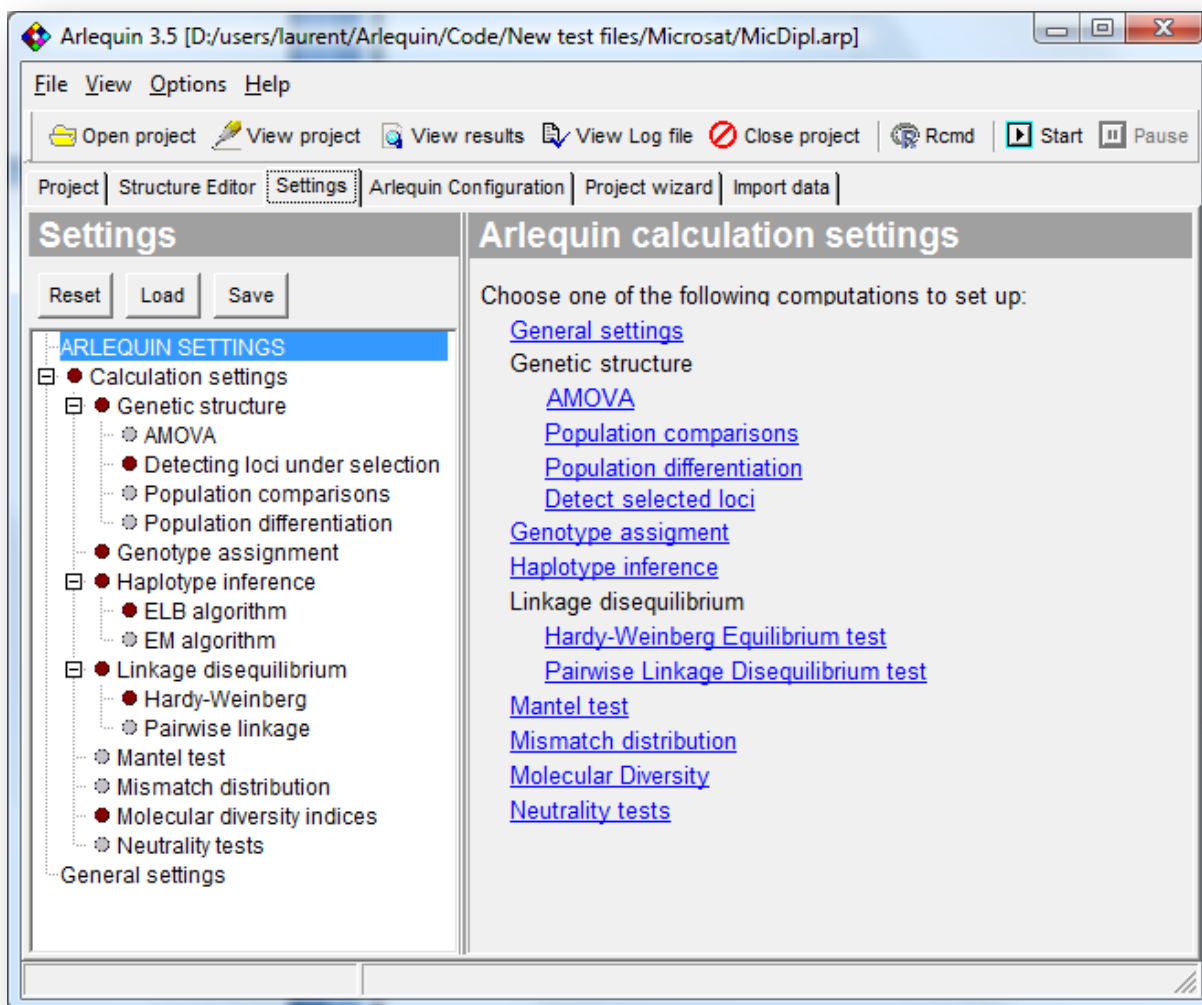 Arlequin 3.5 [D:/users/laurent/Arlequin/Code/New test files/Microsat/MicDipl.arp]
File View Options Help
Open project View project View results View Log file Close project Rcmd Start Pause
Project Structure Editor Settings Arlequin Configuration Project wizard Import data
Settings
Reset Load Save
ARLEQUIN SETTINGS
Calculation settings
Genetic structure
AMOVA
Detecting loci under selection
Population comparisons
Population differentiation
Genotype assignment
Haplotype inference
ELB algorithm
EM algorithm
Linkage disequilibrium
Hardy-Weinberg
Pairwise linkage
Mantel test
Mismatch distribution
Molecular diversity indices
Neutrality tests
General settings
Arlequin calculation settings
Choose one of the following computations to set up:
General settings
Genetic structure
AMOVA
Population comparisons
Population differentiation
Detect selected loci
Genotype assigment
Haplotype inference
Linkage disequilibrium
Hardy-Weinberg Equilibrium test
Pairwise Linkage Disequilibrium test
Mantel test
Mismatch distribution
Molecular Diversity
Neutrality tests